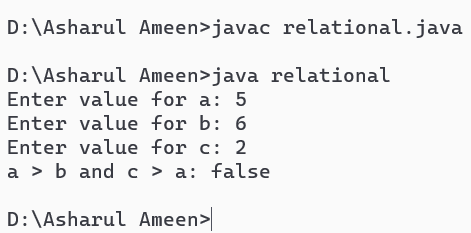 D:\Asharul Ameen>javac relational.java
D:\Asharul Ameen>java relational
Enter value for a: 5
Enter value for b: 6
Enter value for c: 2
a > b and c > a: false
D:\Asharul Ameen>